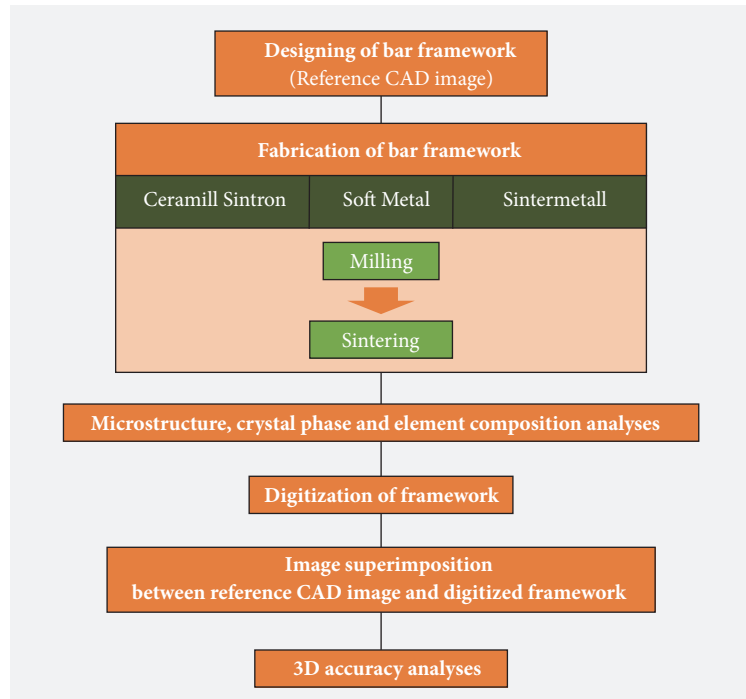 Designing of bar framework
(Reference CAD image)
Fabrication of bar framework
Ceramill Sintron
Soft Metal
Sintermetall
Milling
Sintering
Microstructure, crystal phase and element composition analyses
Digitization of framework
Image superimposition
between reference CAD image and digitized framework
3D accuracy analyses